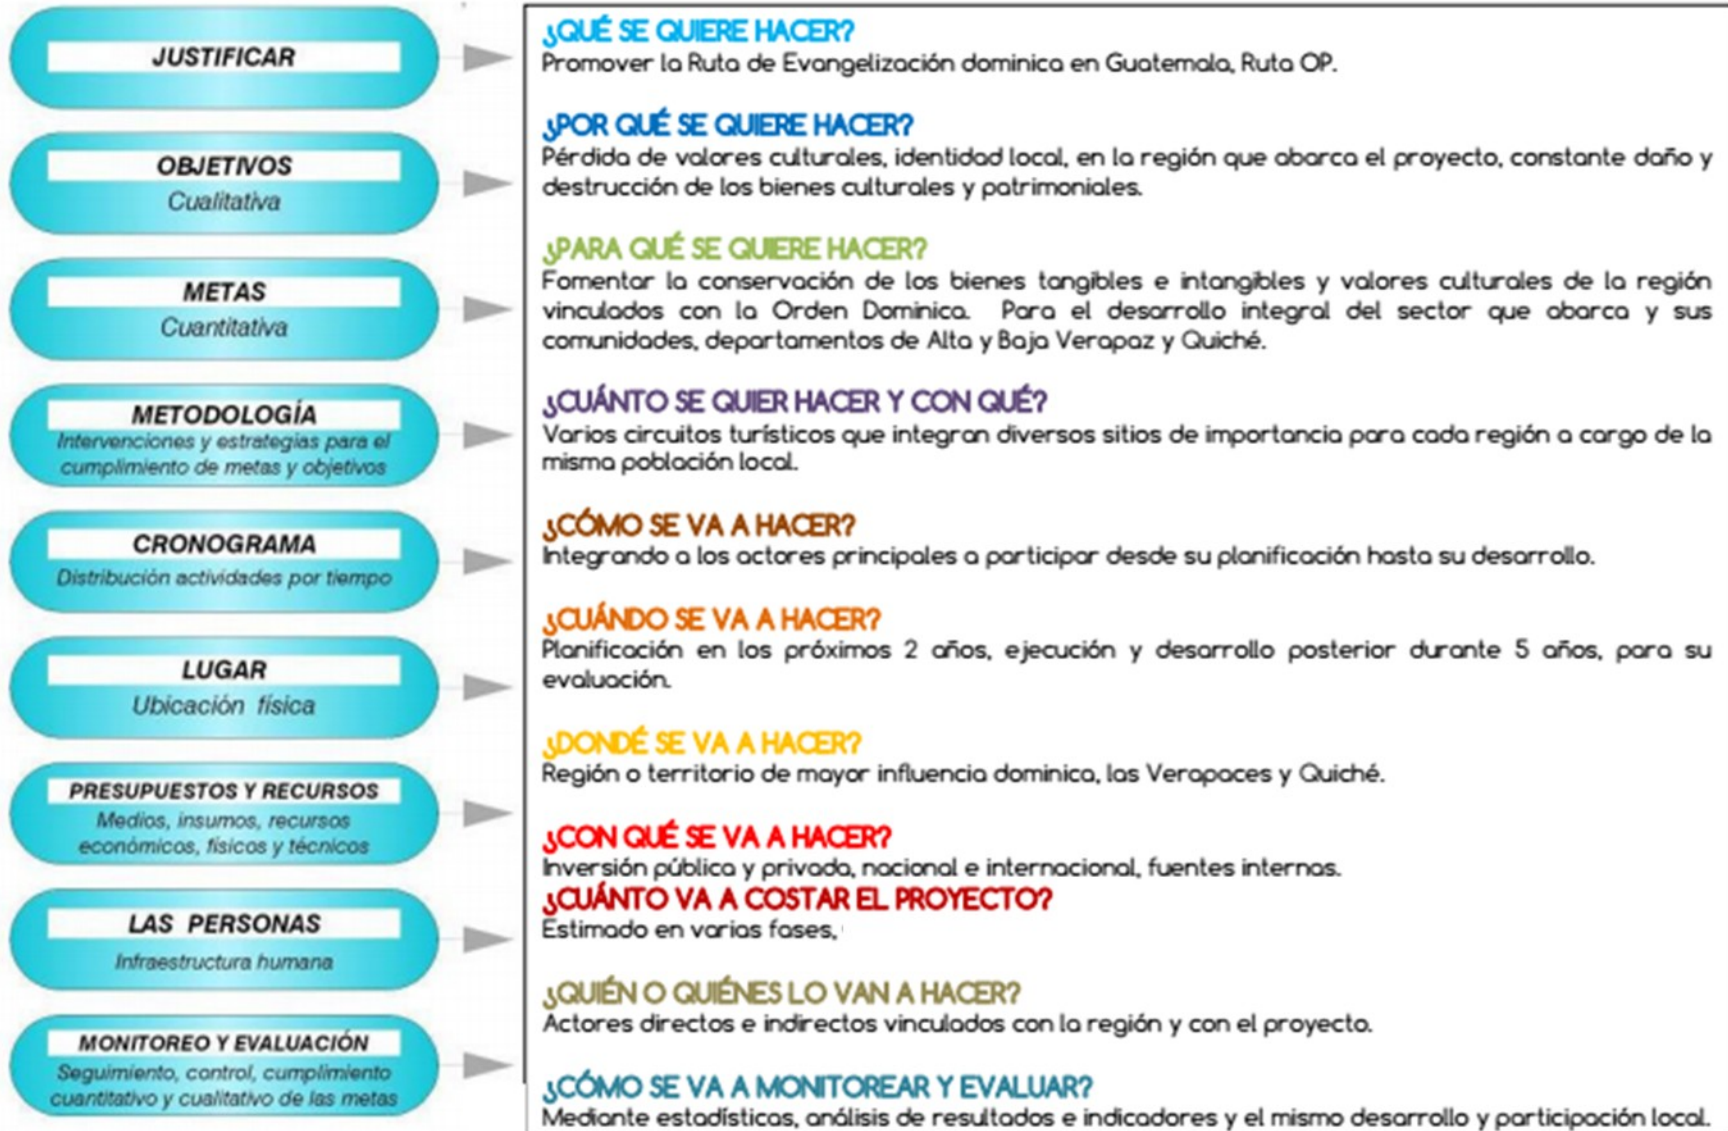 JUSTIFICAR
OBJETIVOS
Cualitativa
METAS
Cuantitativa
METODOLOGÍA
Intervenciones y estrategias para el
cumplimiento de metas y objetivos
CRONOGRAMA
Distribución actividades por tiempo
LUGAR
Ubicación física
PRESUPUESTOS Y RECURSOS
Medios, insumos, recursos
económicos, físicos y técnicos
LAS PERSONAS
Infraestructura humana
MONITOREO Y EVALUACIÓN
Seguimiento, control, cumplimiento
cuantitativo y cualitativo de las metas
¿QUÉ SE QUIERE HACER?
Promover la Ruta de Evangelización dominica en Guatemala, Ruta OP.
¿POR QUÉ SE QUIERE HACER?
Pérdida de valores culturales, identidad local, en la región que abarca el proyecto, constante daño y
destrucción de los bienes culturales y patrimoniales.
¿PARA QUÉ SE QUIERE HACER?
Fomentar la conservación de los bienes tangibles e intangibles y valores culturales de la región
vinculados con la Orden Dominica. Para el desarrollo integral del sector que abarca y sus
comunidades, departamentos de Alta y Baja Verapaz y Quiché.
¿CUÁNTO SE QUIER HACER Y CON QUÉ?
Varios circuitos turísticos que integran diversos sitios de importancia para cada región a cargo de la
misma población local.
¿CÓMO SE VA A HACER?
Integrando a los actores principales a participar desde su planificación hasta su desarrollo.
¿CUÁNDO SE VA A HACER?
Planificación en los próximos 2 años, ejecución y desarrollo posterior durante 5 años, para su
evaluación.
¿DONDÉ SE VA A HACER?
Región o territorio de mayor influencia dominica, las Verapaces y Quiché.
¿CON QUÉ SE VA A HACER?
Inversión pública y privada, nacional e internacional, fuentes internas.
¿CUÁNTO VA A COSTAR EL PROYECTO?
Estimado en varias fases,
¿QUIÉN O QUIÉNES LO VAN A HACER?
Actores directos e indirectos vinculados con la región y con el proyecto.
¿CÓMO SE VA A MONITOREAR Y EVALUAR?
Mediante estadísticas, análisis de resultados e indicadores y el mismo desarrollo y participación local.